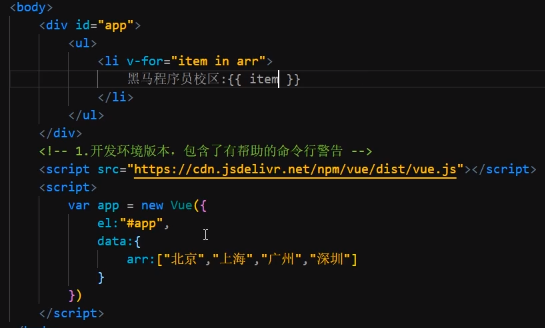 <body>
<div id="app">
<ul>
<li v-for="item in arr">
黑马程序员校区:{{ item }}
</li>
</ul>
</div>
<!-- 1.开发环境版本，包含了有帮助的命令行警告 -->
<script src="https://cdn.jsdelivr.net/npm/vue/dist/vue.js"></script>
<script>
var app = new Vue({
el:"#app",
data:{
arr:["北京","上海","广州","深圳"]
}
})
</script>